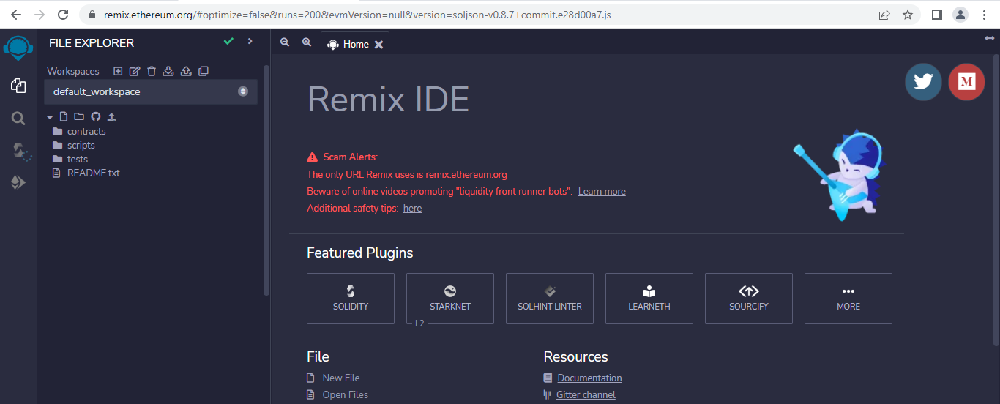 remix.ethereum.org/#optimize=false&runs=200&evmVersion=null&version=soljson-v0.8.7+commit.e28d00a7.js
FILE EXPLORER
Workspaces
default_workspace
contracts
scripts
tests
README.txt
Home
Remix IDE
M
Scam Alerts:
The only URL Remix uses is remix.ethereum.org
Beware of online videos promoting "liquidity front runner bots": Learn more
Additional safety tips: here
Featured Plugins
SOLIDITY
STARKNET
L2
SOLHINT LINTER
LEARNETH
SOURCIFY
MORE
File
New File
Open Files
Resources
Documentation
Gitter channel